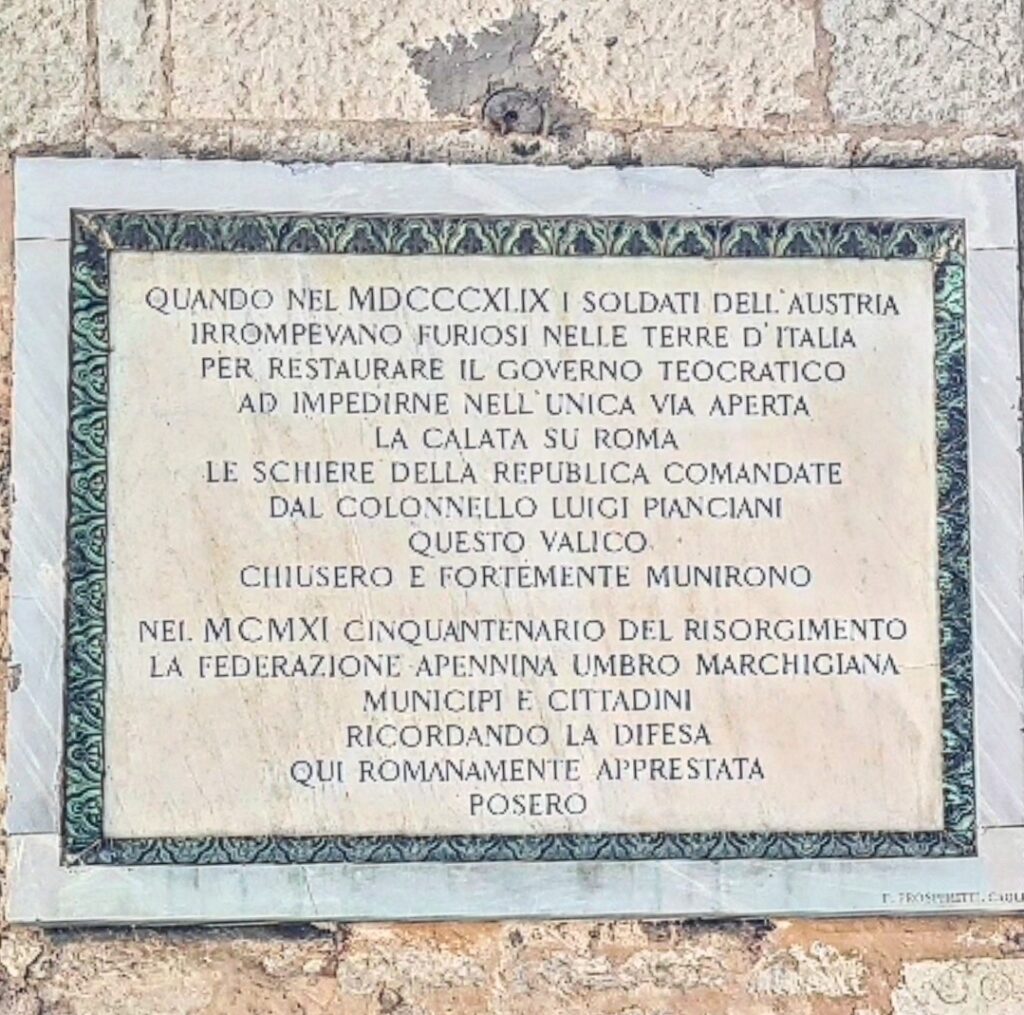 QUANDO NEL MDCCCXLIX I SOLDATI DELL'AUSTRIA
IRROMPEVANO FURIOSI NELLE TERRE D'ITALIA
PER RESTAURARE IL GOVERNO TEOCRATICO
AD IMPEDIRNE NELL'UNICA VIA APERTA
LA CALATA SU ROMA
LE SCHIERE DELLA REPUBLICA COMANDATE
DAL COLONNELLO LUIGI PIANCIANI
QUESTO VALICO
CHIUSERO E FORTEMENTE MUNIRONO
NEL MCMXI CINQUANTENARIO DEL RISORGIMENTO
LA FEDERAZIONE APENNINA UMBRO MARCHIGIANA
MUNICIPI E CITTADINI
RICORDANDO LA DIFESA
QUI ROMANAMENTE APPRESTATA
POSERO